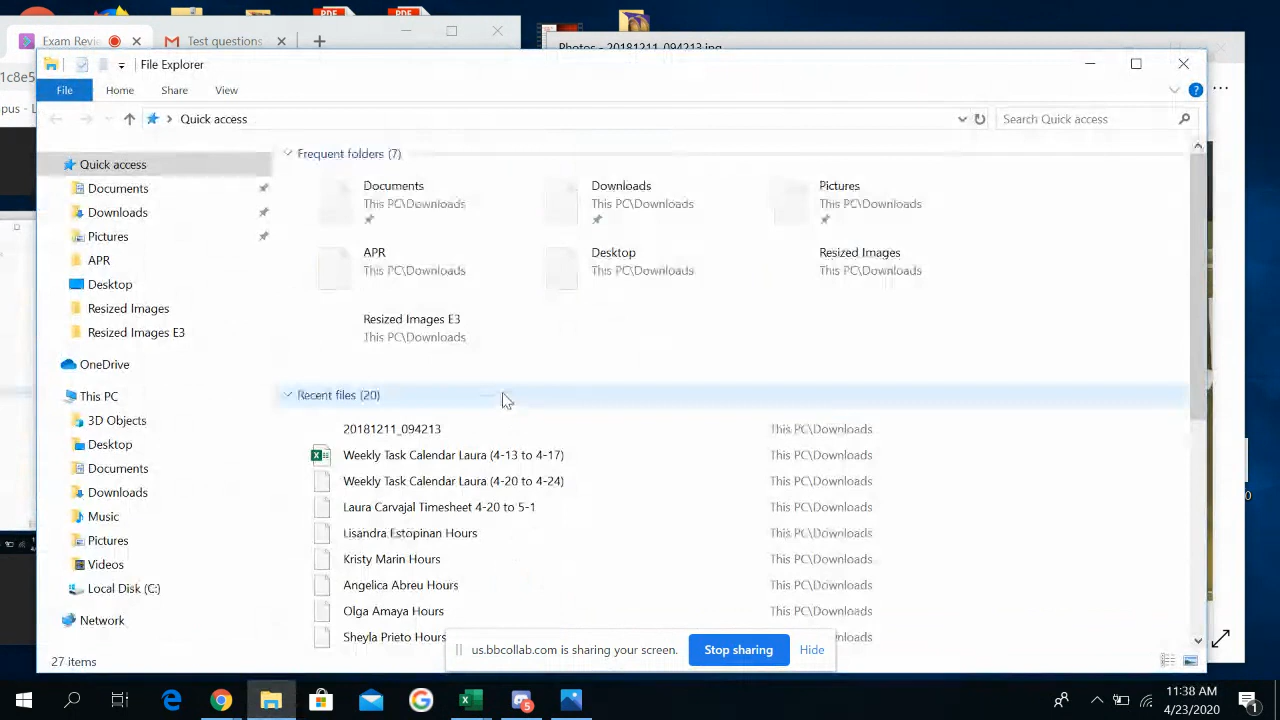 PDF PDF
Exam Revie Test questions
Photos - 20181211_094213.jpg
1c8e5
File Explorer
pus - L
File Home Share View
Quick access Search Quick access
Quick access
Documents
Downloads
Pictures
APR
Desktop
Resized Images
Resized Images E3
OneDrive
This PC
3D Objects
Desktop
Documents
Downloads
Music
Pictures
Videos
Local Disk (C:)
Network
Frequent folders (7)
Documents
This PC\Downloads
Downloads
This PC\Downloads
Pictures
This PC\Downloads
APR
This PC\Downloads
Desktop
This PC\Downloads
Resized Images
This PC\Downloads
Resized Images E3
This PC\Downloads
Recent files (20)
20181211_094213 This PC\Downloads
Weekly Task Calendar Laura (4-13 to 4-17) This PC\Downloads
Weekly Task Calendar Laura (4-20 to 4-24) This PC\Downloads
Laura Carvajal Timesheet 4-20 to 5-1 This PC\Downloads
Lisandra Estopinan Hours This PC\Downloads
Kristy Marin Hours This PC\Downloads
Angelica Abreu Hours This PC\Downloads
Olga Amaya Hours This PC\Downloads
Sheyla Prieto Hours This PC\Downloads
us.bbcollab.com is sharing your screen. Stop sharing Hide
27 items
11:38 AM
4/23/2020